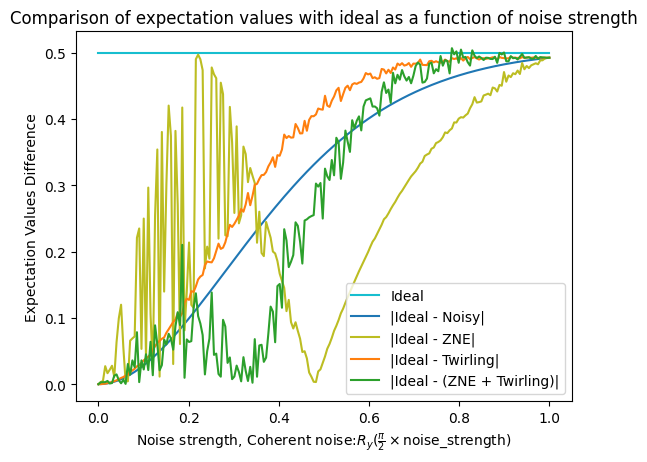 Comparison of expectation values with ideal as a function of noise strength
Expectation Values Difference
0.5
0.4
0.3
0.2
0.1
0.0
Ideal
|Ideal - Noisy|
|Ideal - ZNE|
|Ideal - Twirling|
|Ideal - (ZNE + Twirling)|
0.0 0.2 0.4 0.6 0.8 1.0
Noise strength, Coherent noise:$R_y(\frac{\pi}{2} \times \text{noise\_strength})$